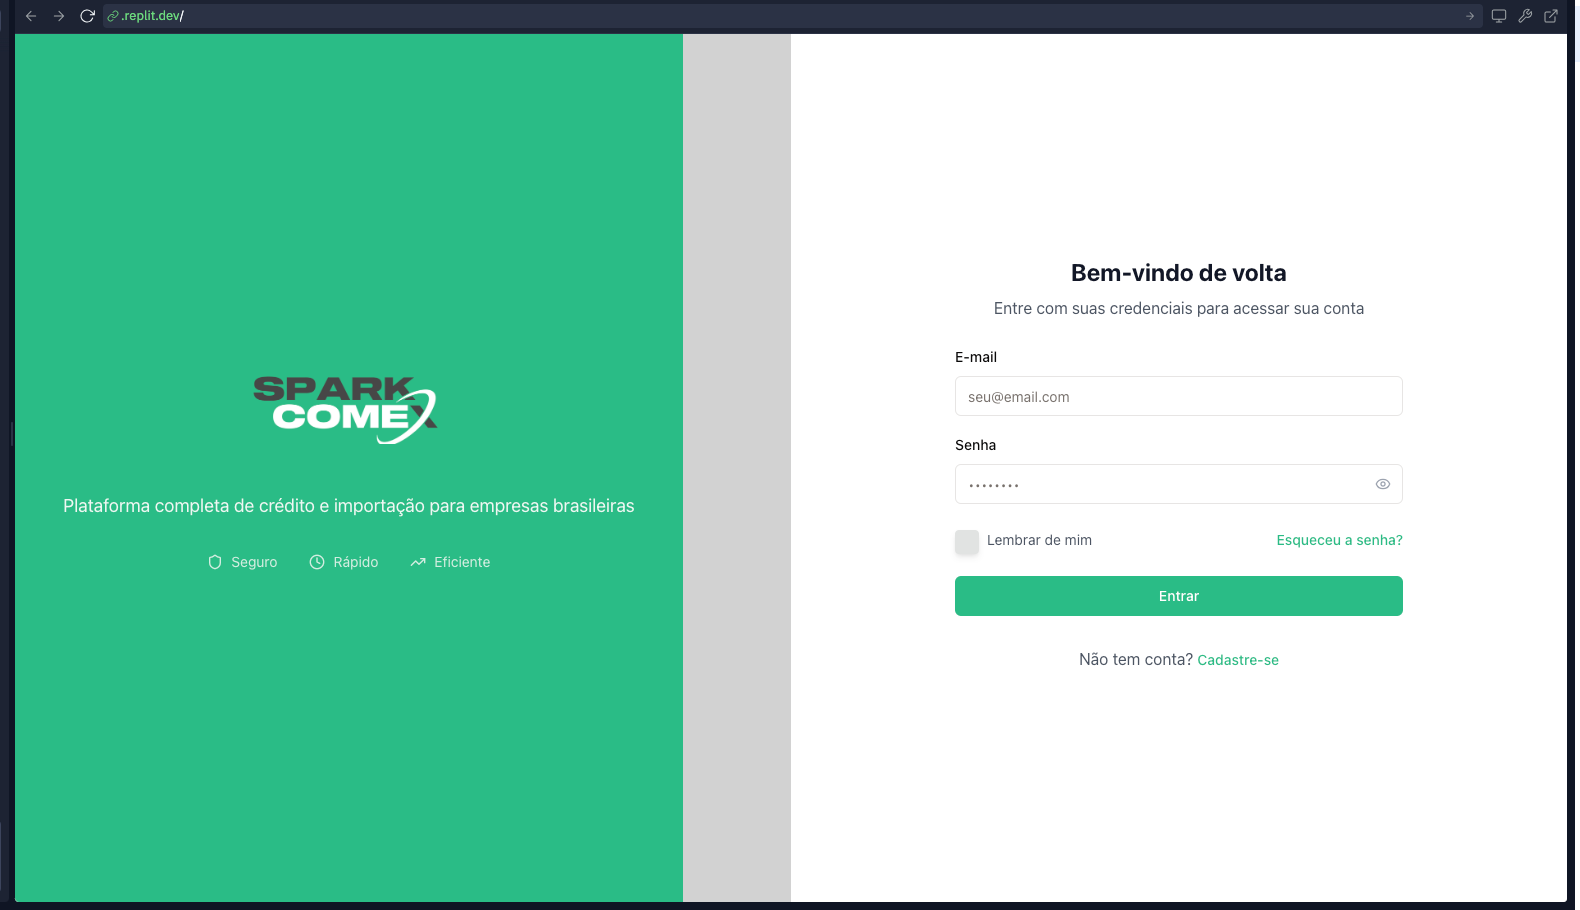 .replit.dev/
SPARK
COMEX
Plataforma completa de crédito e importação para empresas brasileiras
Seguro Rápido Eficiente
Bem-vindo de volta
Entre com suas credenciais para acessar sua conta
E-mail
seu@email.com
Senha
••••••••
Lembrar de mim Esqueceu a senha?
Entrar
Não tem conta? Cadastre-se